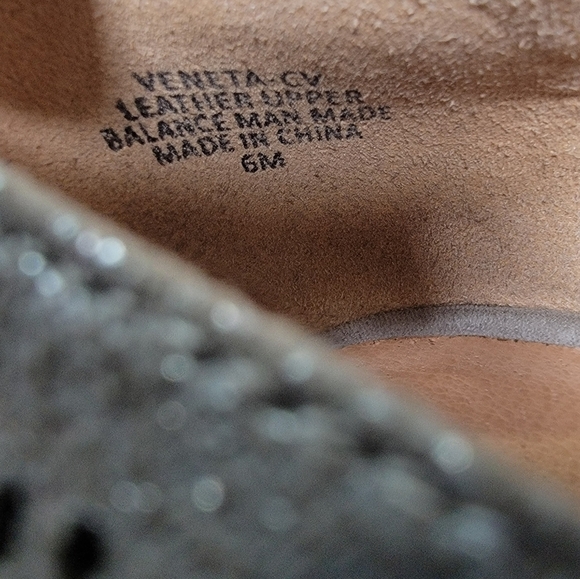 VENETA-CV
LEATHER UPPER
BALANCE MAN MADE
MADE IN CHINA
6M